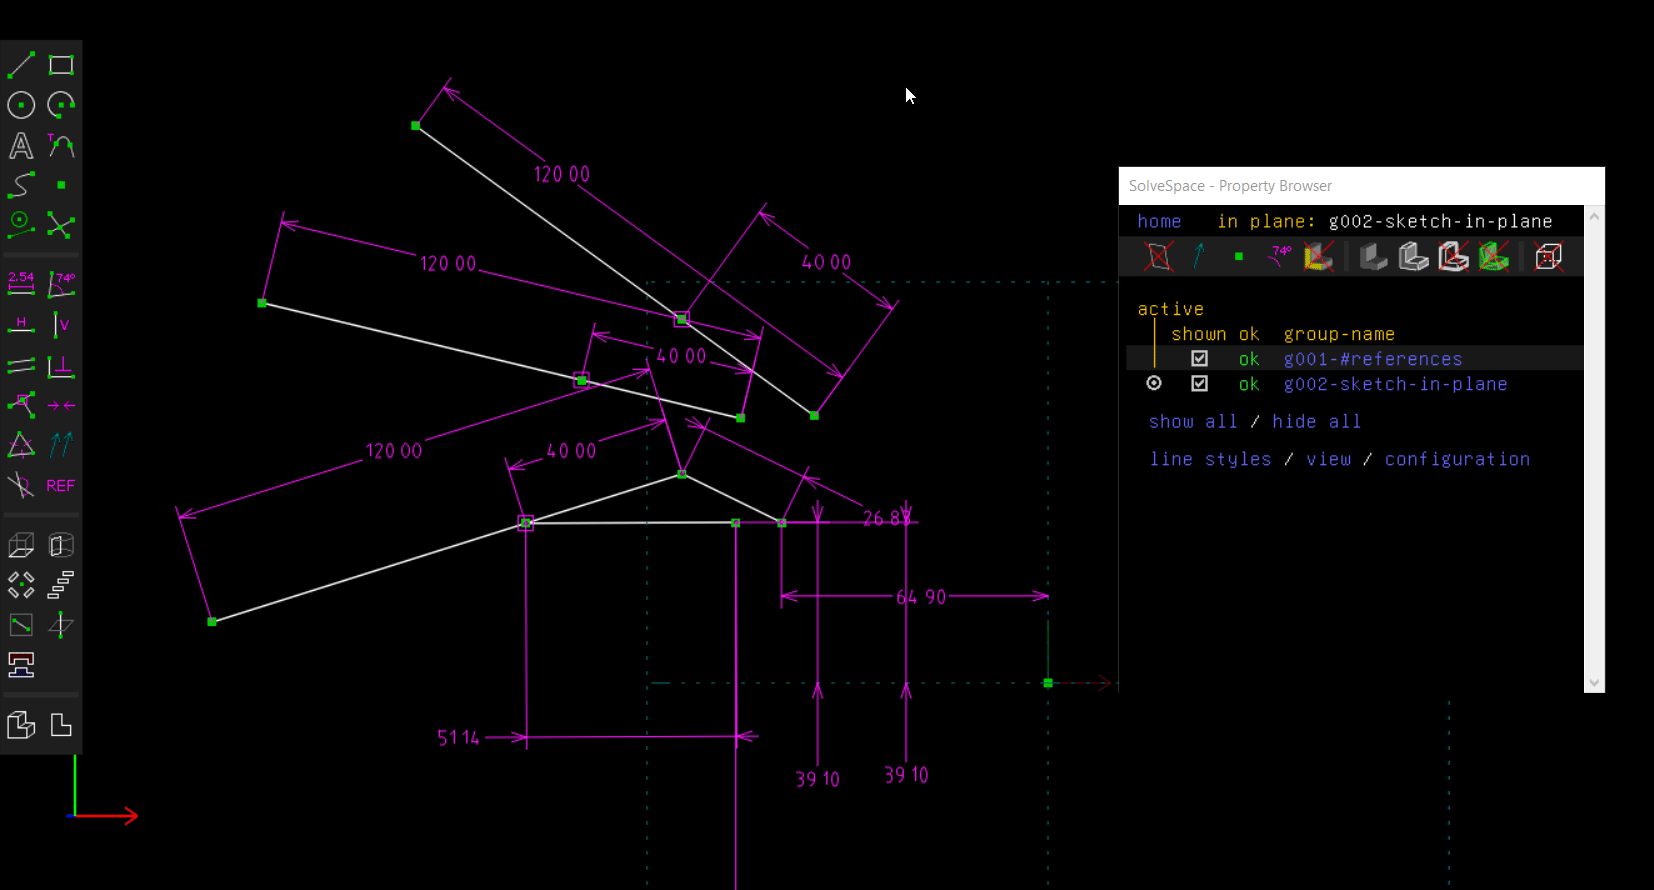 120.00
40.00
120.00
40.00
120.00
40.00
26.83
64.90
51.14
39.10
39.10
2.54
74°
H
V
REF
A
T
SolveSpace - Property Browser
home in plane: g002-sketch-in-plane
74°
active
shown ok group-name
ok g001-#references
ok g002-sketch-in-plane
show all / hide all
line styles / view / configuration